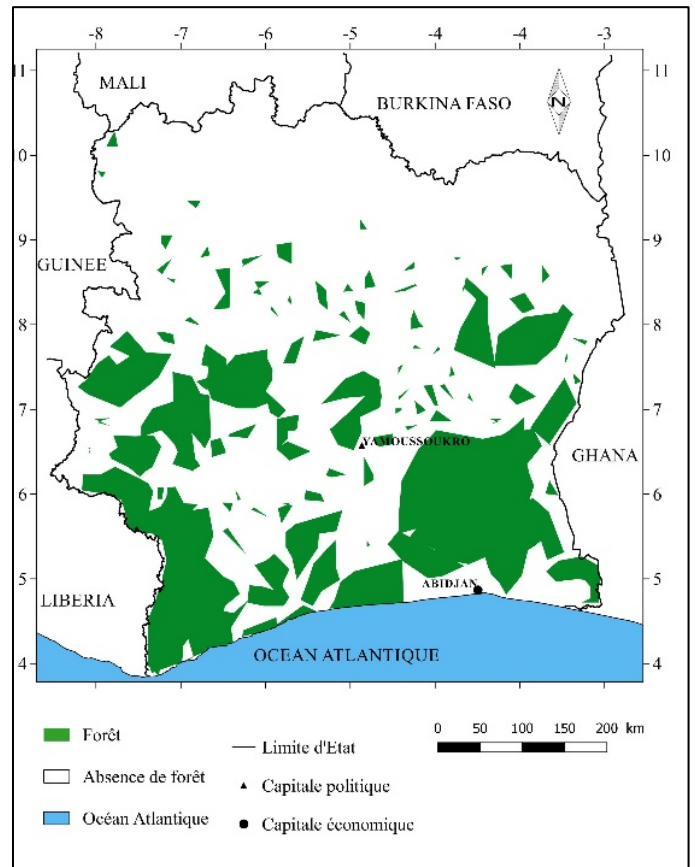 -8 -7 -6 -5 -4 -4 -3
11 11
MALI
BURKINA FASO
N
10 10
9 9
GUINEE
8 8
7 7
YAMOUSSOUKRO
GHANA
6 6
ABIDJAN
5 5
LIBERIA
OCEAN ATLANTIQUE
4 4
0 50 100 150 200 km
Forêt
Limite d'Etat
Absence de forêt
Capitale politique
Océan Atlantique
Capitale économique